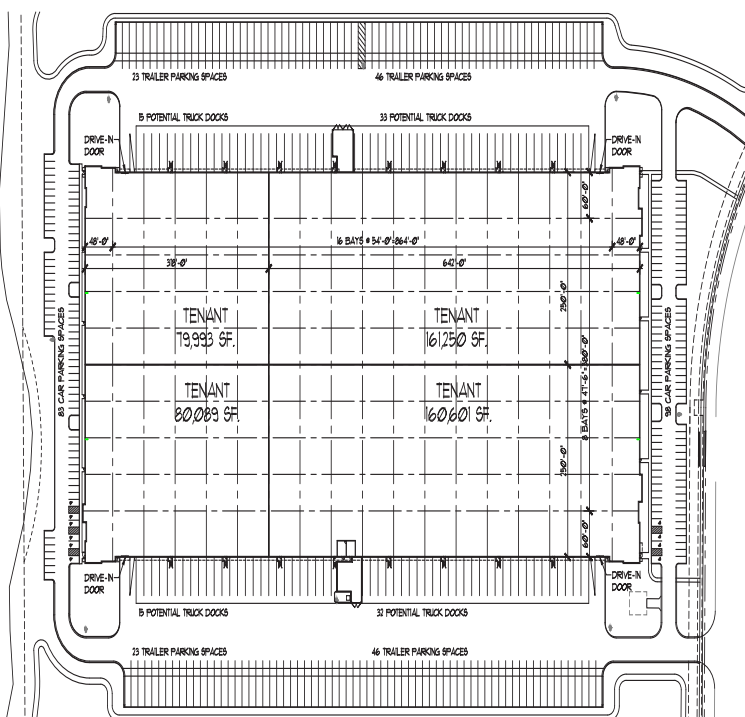 23 TRAILER PARKING SPACES
46 TRAILER PARKING SPACES
15 POTENTIAL TRUCK DOCKS
33 POTENTIAL TRUCK DOCKS
DRIVE-IN
DOOR
DRIVE-IN
DOOR
60'-0"
48'-0"
16 BAYS @ 54'-0"=864'-0"
48'-0"
318'-0"
642'-0"
250'-0"
TENANT
79,993 SF.
TENANT
161,250 SF.
83 CAR PARKING SPACES
98 CAR PARKING SPACES
8 BAYS @ 47'-6"=380'-0"
TENANT
80,089 SF.
TENANT
160,601 SF.
250'-0"
60'-0"
DRIVE-IN
DOOR
DRIVE-IN
DOOR
15 POTENTIAL TRUCK DOCKS
32 POTENTIAL TRUCK DOCKS
23 TRAILER PARKING SPACES
46 TRAILER PARKING SPACES